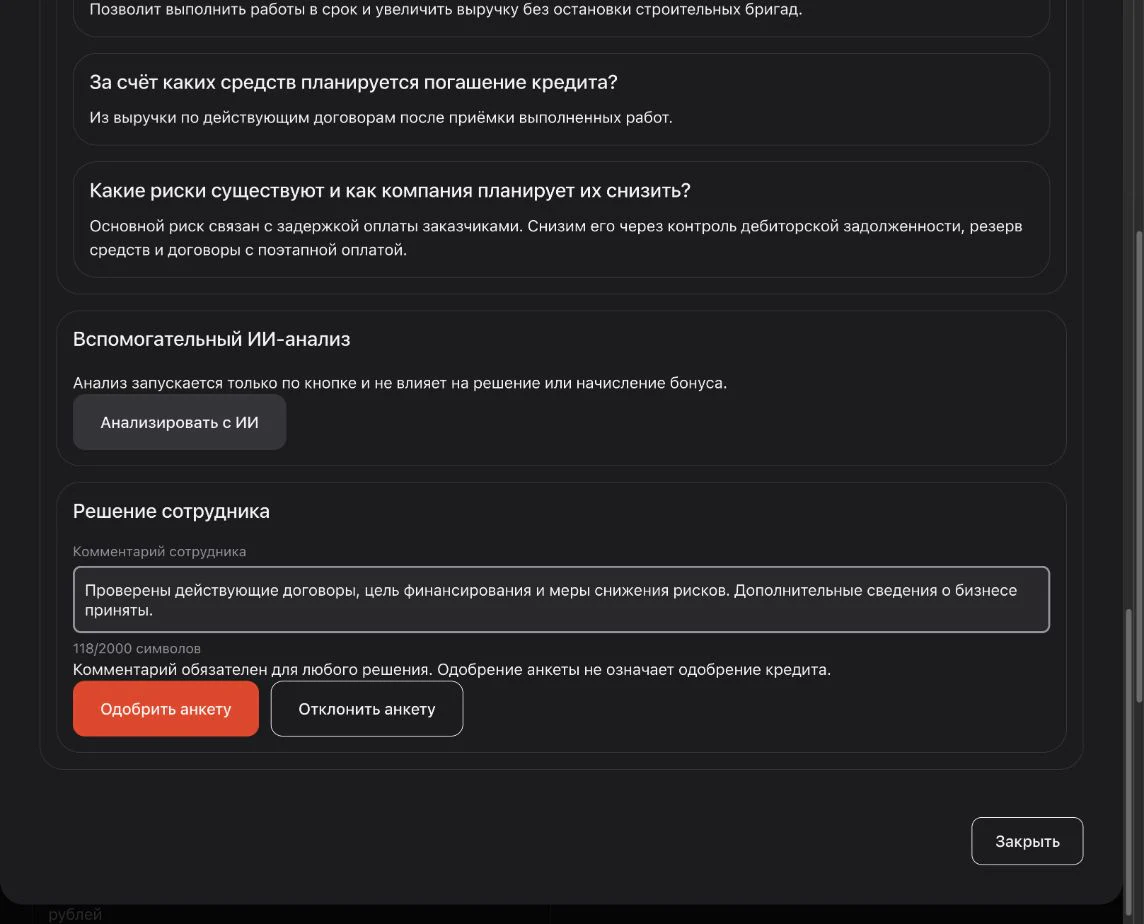 Позволит выполнить работы в срок и увеличить выручку без остановки строительных бригад.
За счёт каких средств планируется погашение кредита?
Из выручки по действующим договорам после приёмки выполненных работ.
Какие риски существуют и как компания планирует их снизить?
Основной риск связан с задержкой оплаты заказчиками. Снизим его через контроль дебиторской задолженности, резерв
средств и договоры с поэтапной оплатой.
Вспомогательный ИИ-анализ
Анализ запускается только по кнопке и не влияет на решение или начисление бонуса.
Анализировать с ИИ
Решение сотрудника
Комментарий сотрудника
Проверены действующие договоры, цель финансирования и меры снижения рисков. Дополнительные сведения о бизнесе
приняты.
118/2000 символов
Комментарий обязателен для любого решения. Одобрение анкеты не означает одобрение кредита.
Одобрить анкету
Отклонить анкету
Закрыть
рублей